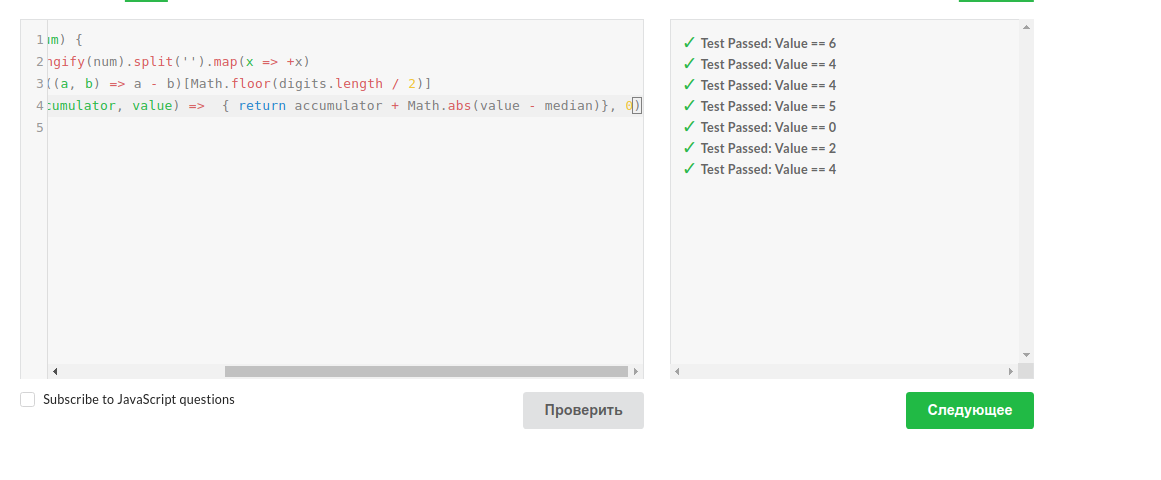 1 um) {
2 ngify(num).split('').map(x => +x)
3 ((a, b) => a - b)[Math.floor(digits.length / 2)]
4 cumulator, value) =>  { return accumulator + Math.abs(value - median)}, 0)
5
✓ Test Passed: Value == 6
✓ Test Passed: Value == 4
✓ Test Passed: Value == 4
✓ Test Passed: Value == 5
✓ Test Passed: Value == 0
✓ Test Passed: Value == 2
✓ Test Passed: Value == 4
Subscribe to JavaScript questions
Проверить
Следующее